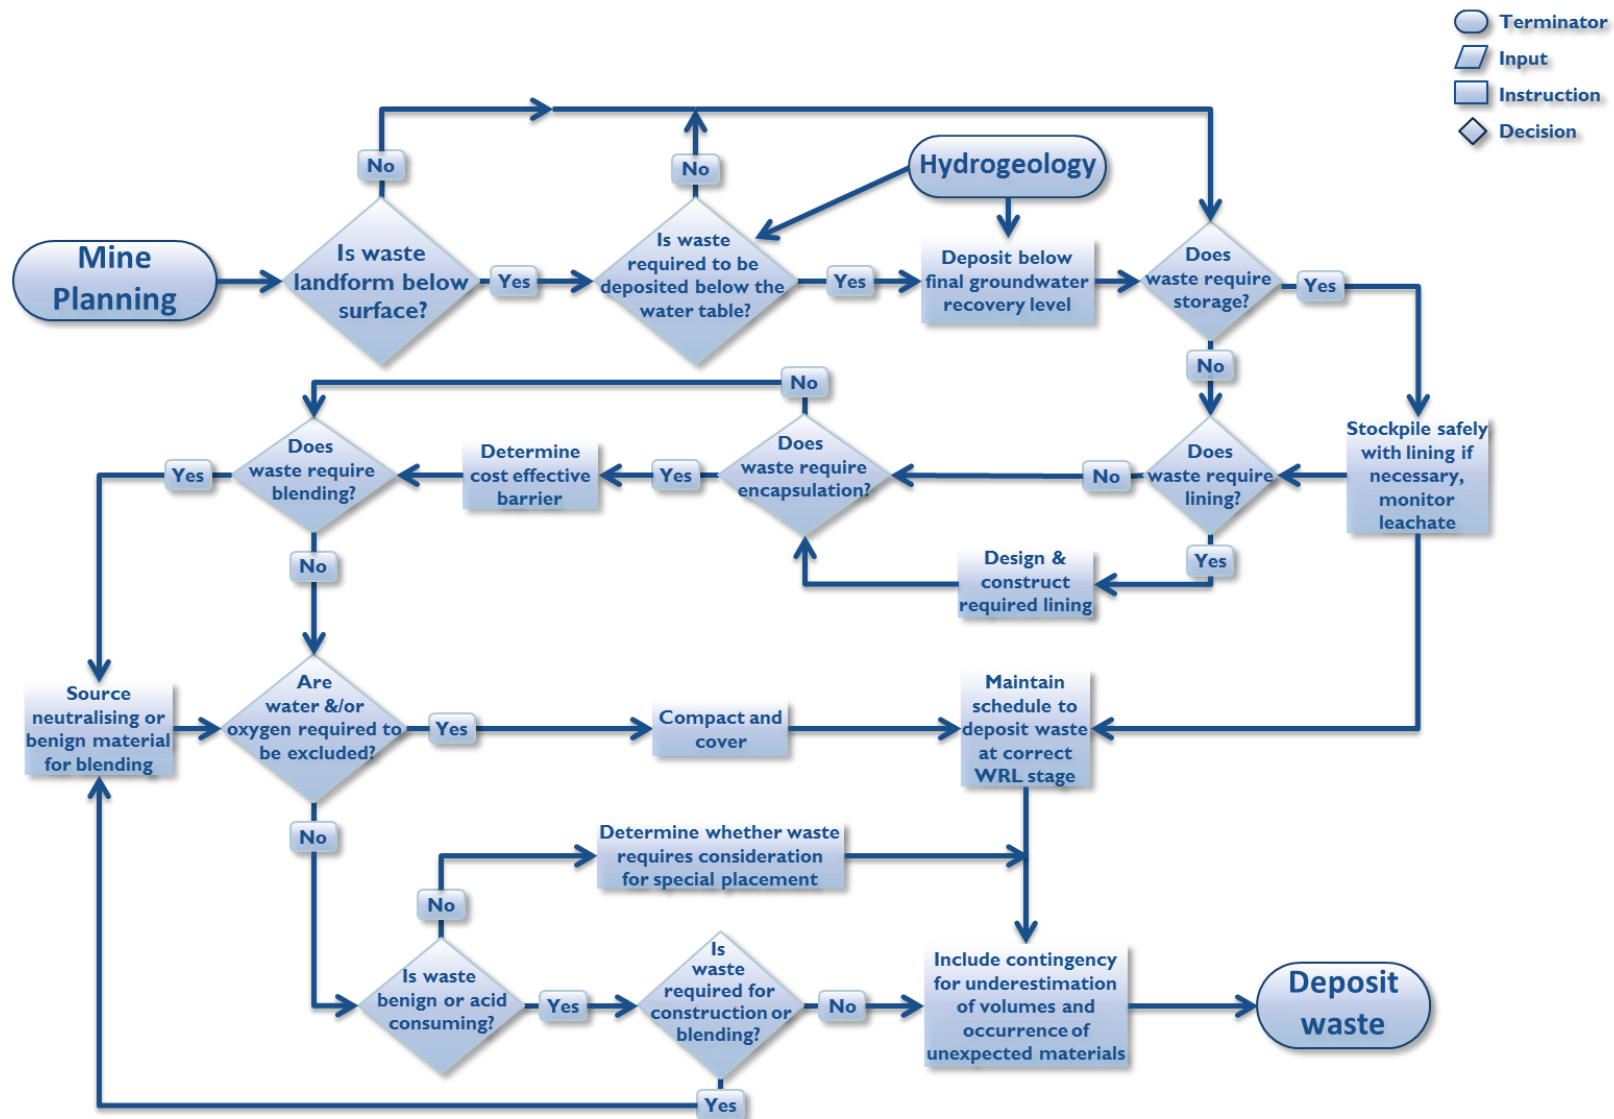 Terminator
Input
Instruction
Decision
No
No
Hydrogeology
Mine
Planning
Is waste
landform below
surface?
Yes
Is waste
required to be
deposited below the
water table?
Yes
Deposit below
final groundwater
recovery level
Does
waste require
storage?
Yes
No
No
Does
waste require
blending?
Yes
Determine
cost effective
barrier
Yes
Does
waste require
encapsulation?
No
Does
waste require
lining?
Stockpile safely
with lining if
necessary,
monitor
leachate
No
Design &
construct
required lining
Yes
Source
neutralising or
benign material
for blending
Are
water &/or
oxygen required to
be excluded?
Yes
Compact and
cover
Maintain
schedule to
deposit waste
at correct
WRL stage
No
Determine whether waste
requires consideration
for special placement
No
Is waste
benign or acid
consuming?
Yes
Is
waste
required for
construction or
blending?
No
Include contingency
for underestimation
of volumes and
occurrence of
unexpected materials
Deposit
waste
Yes